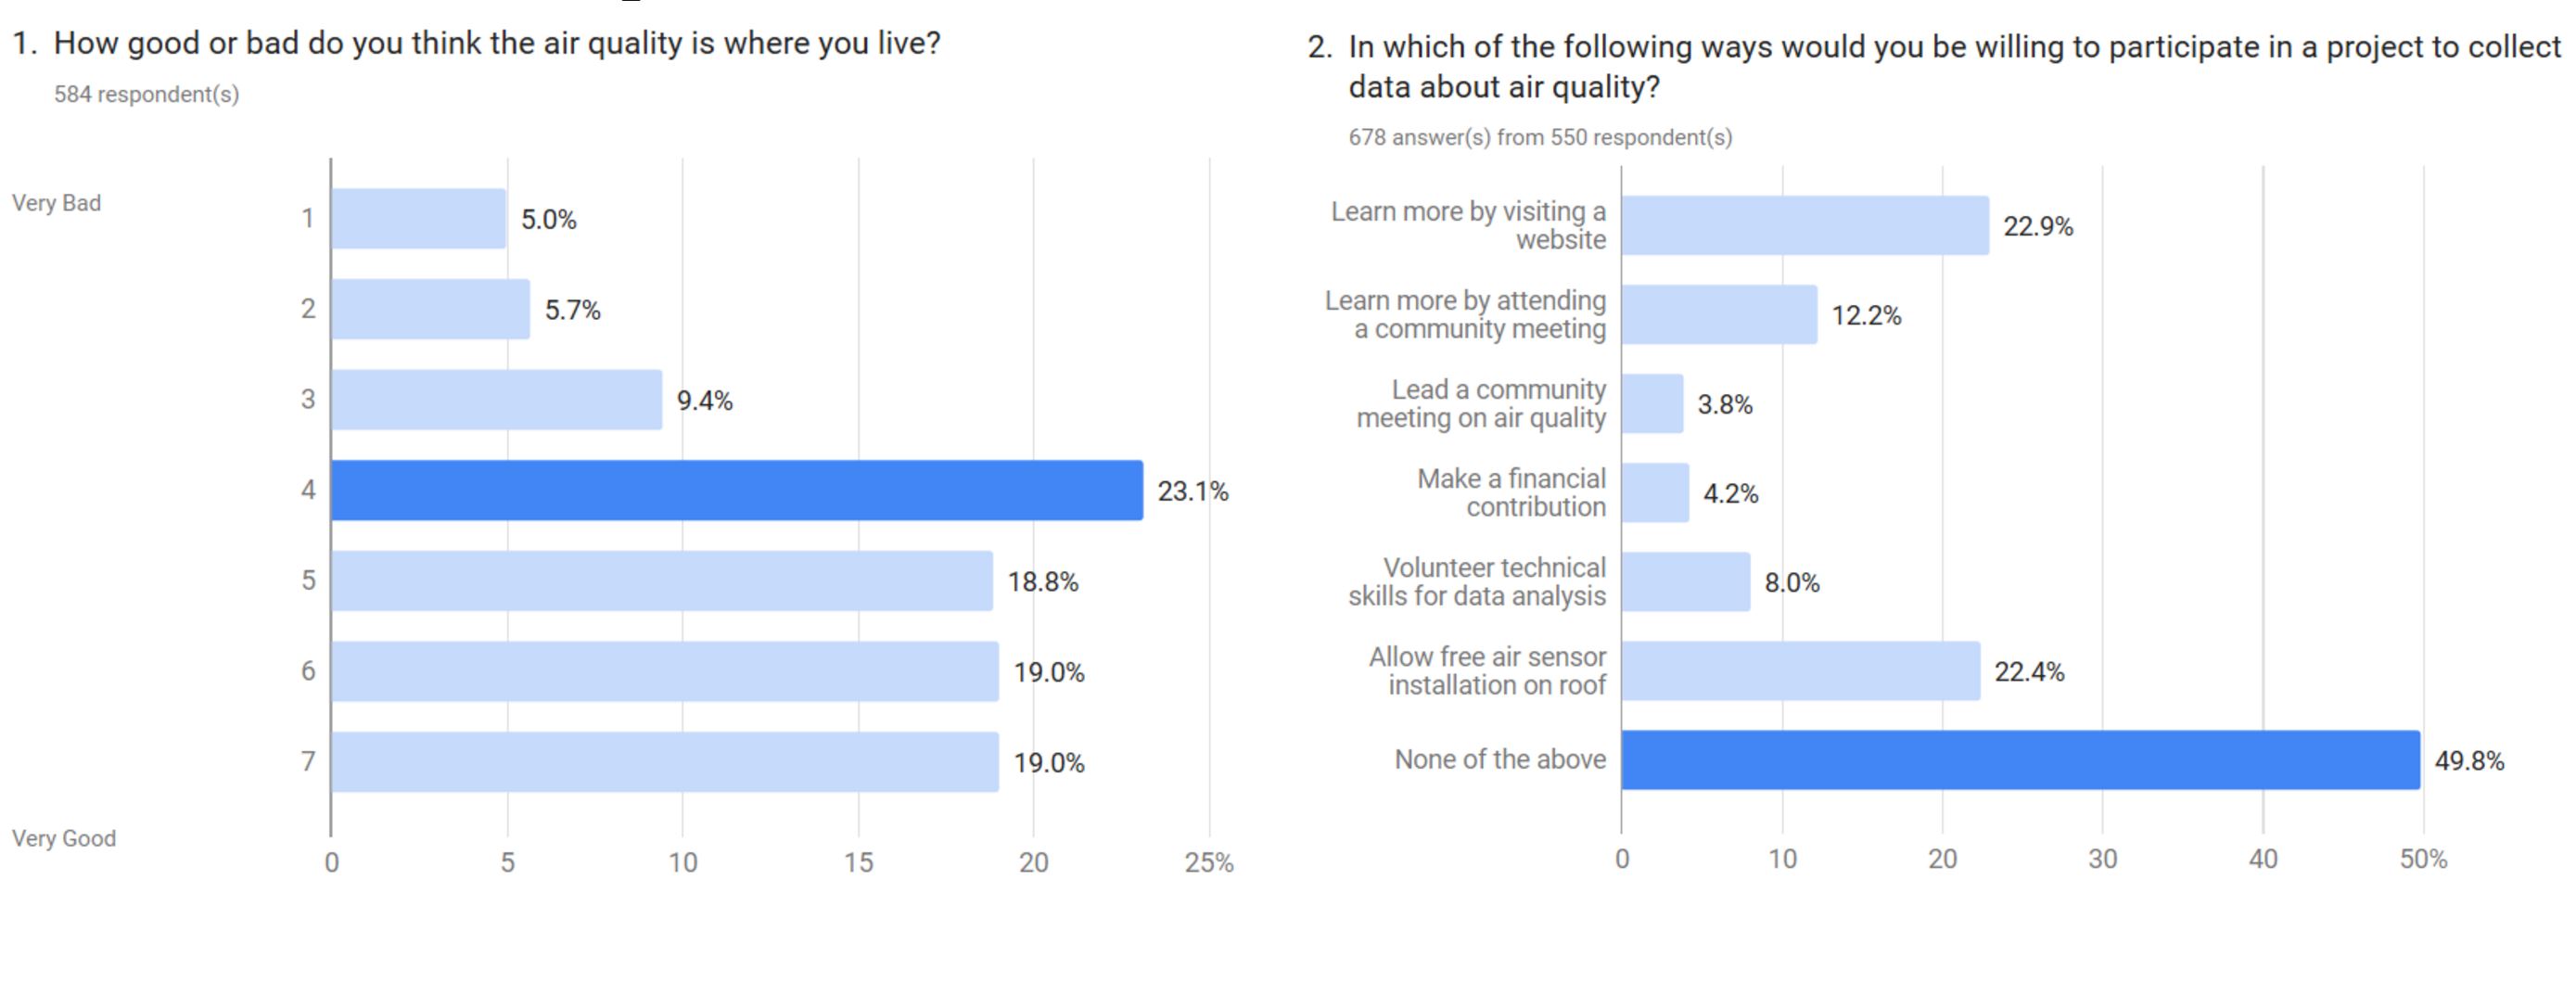 1. How good or bad do you think the air quality is where you live?
584 respondent(s)
Very Bad
1 5.0%
2 5.7%
3 9.4%
4 23.1%
5 18.8%
6 19.0%
7 19.0%
Very Good
0 5 10 15 20 25%
2. In which of the following ways would you be willing to participate in a project to collect
data about air quality?
678 answer(s) from 550 respondent(s)
Learn more by visiting a
website
22.9%
Learn more by attending
a community meeting
12.2%
Lead a community
meeting on air quality
3.8%
Make a financial
contribution
4.2%
Volunteer technical
skills for data analysis
8.0%
Allow free air sensor
installation on roof
22.4%
None of the above 49.8%
0 10 20 30 40 50%